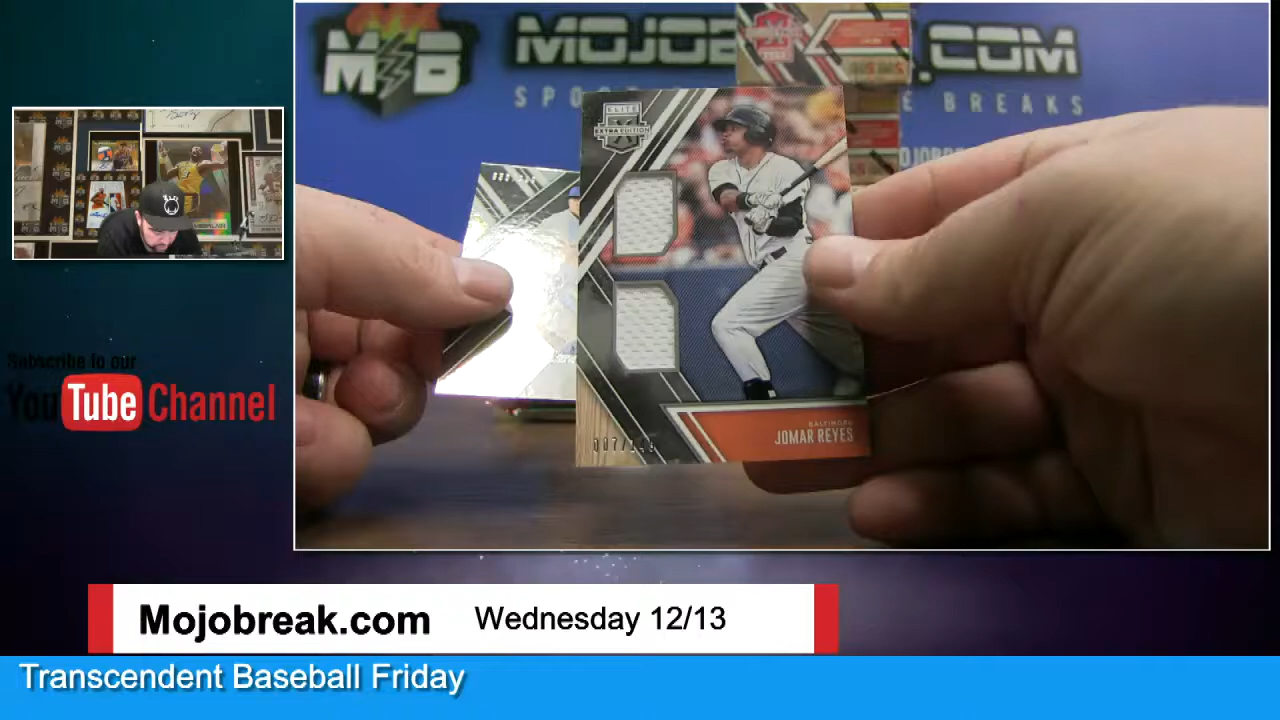 MB
MOJOB
.COM
SPO
E BREAKS
ELITE
EXTRA EDITION
BALTIMORE
JOMAR REYES
Subscribe to our
YouTube Channel
Mojobreak.com
Wednesday 12/13
Transcendent Baseball Friday